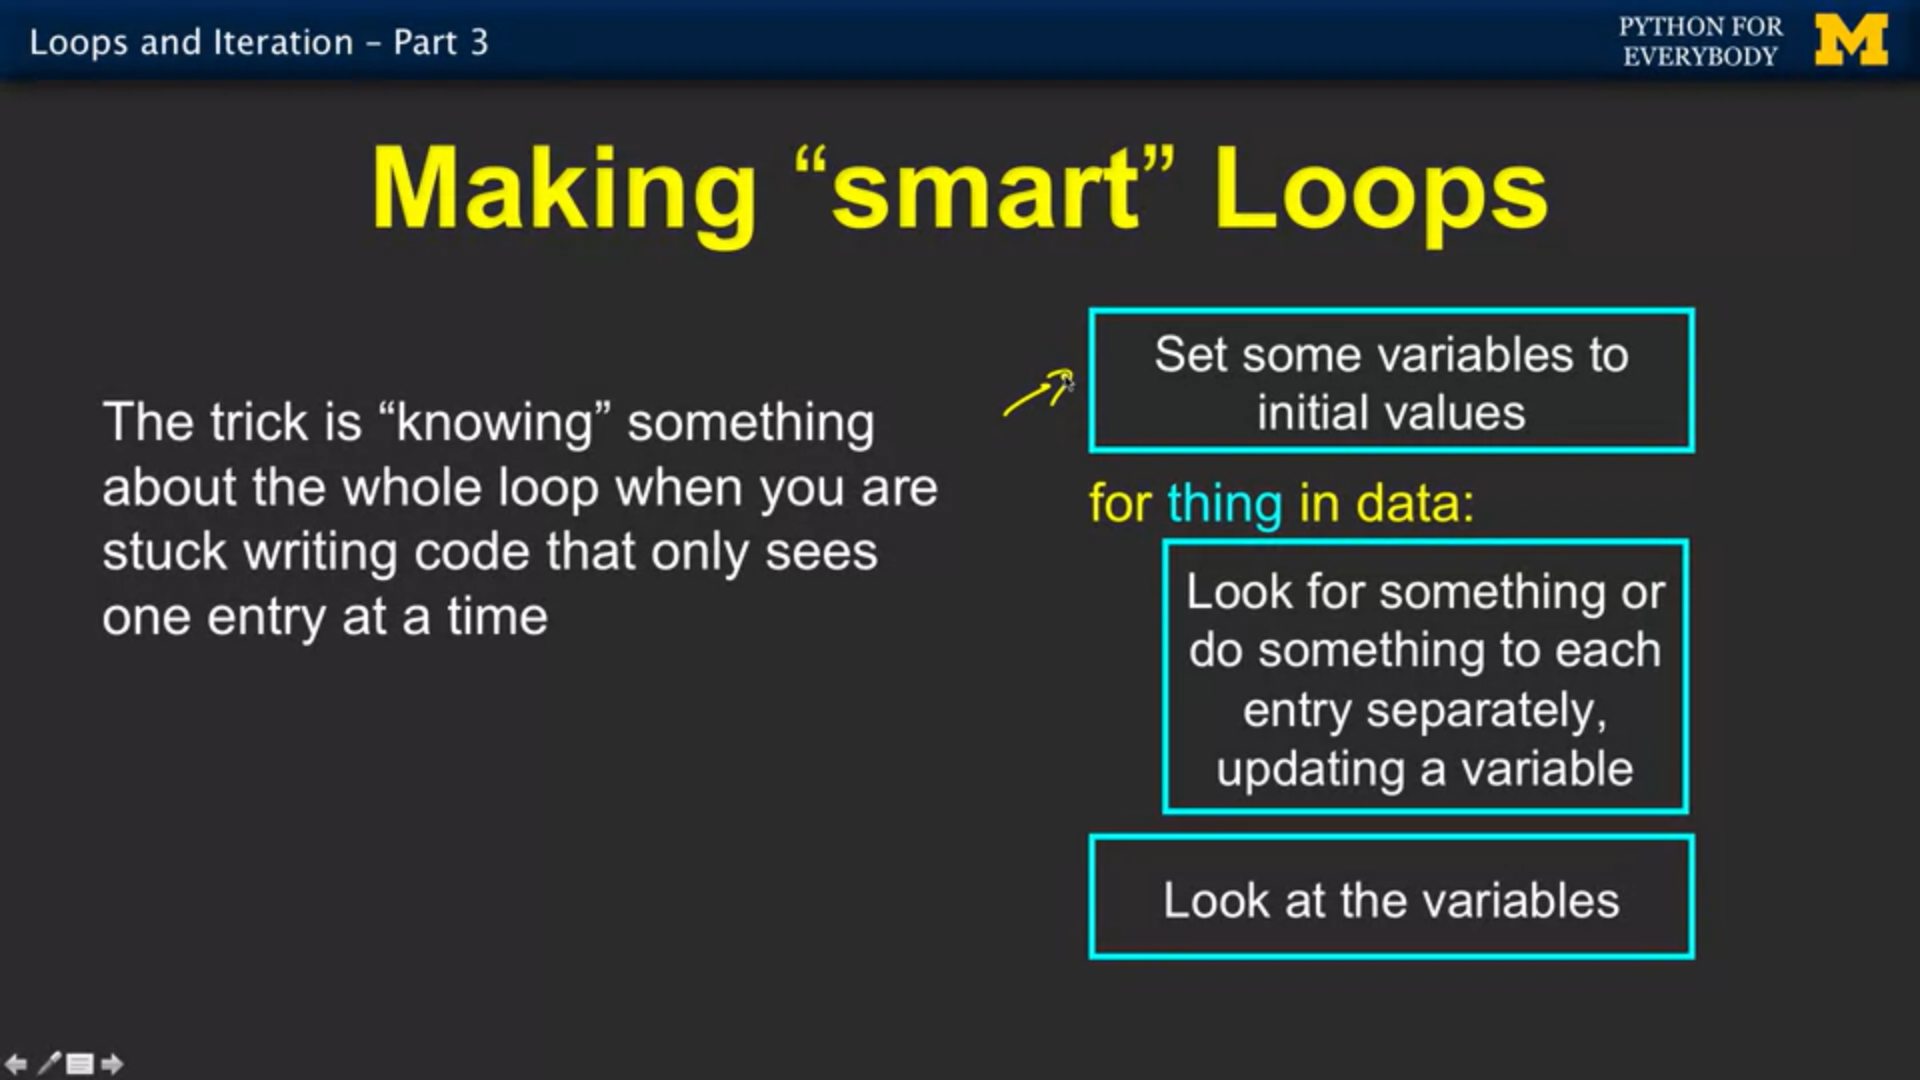 Loops and Iteration – Part 3
PYTHON FOR
EVERYBODY
M
Making “smart” Loops
The trick is “knowing” something
about the whole loop when you are
stuck writing code that only sees
one entry at a time
Set some variables to
initial values
for thing in data:
Look for something or
do something to each
entry separately,
updating a variable
Look at the variables